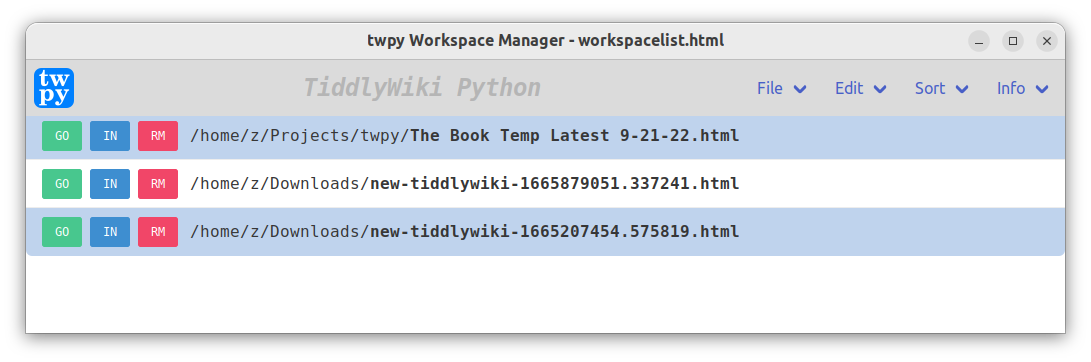 twpy Workspace Manager - workspacelist.html
tw
py
TiddlyWiki Python File Edit Sort Info
GO IN RM /home/z/Projects/twpy/The Book Temp Latest 9-21-22.html
GO IN RM /home/z/Downloads/new-tiddlywiki-1665879051.337241.html
GO IN RM /home/z/Downloads/new-tiddlywiki-1665207454.575819.html